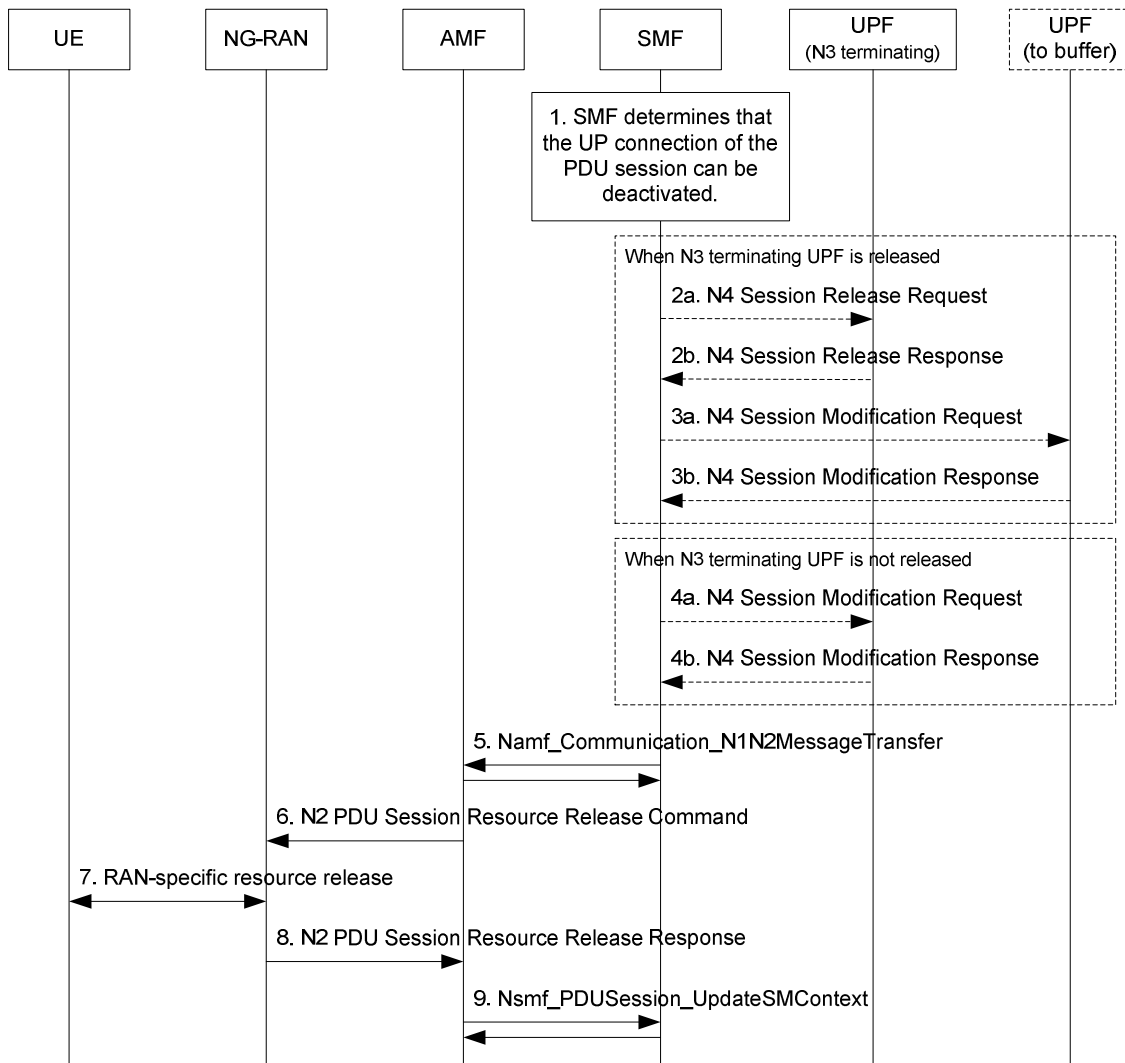 UE
NG-RAN
AMF
SMF
UPF
(N3 terminating)
UPF
(to buffer)
1. SMF determines that
the UP connection of the
PDU session can be
deactivated.
When N3 terminating UPF is released
2a. N4 Session Release Request
2b. N4 Session Release Response
3a. N4 Session Modification Request
3b. N4 Session Modification Response
When N3 terminating UPF is not released
4a. N4 Session Modification Request
4b. N4 Session Modification Response
5. Namf_Communication_N1N2MessageTransfer
6. N2 PDU Session Resource Release Command
7. RAN-specific resource release
8. N2 PDU Session Resource Release Response
9. Nsmf_PDUSession_UpdateSMContext